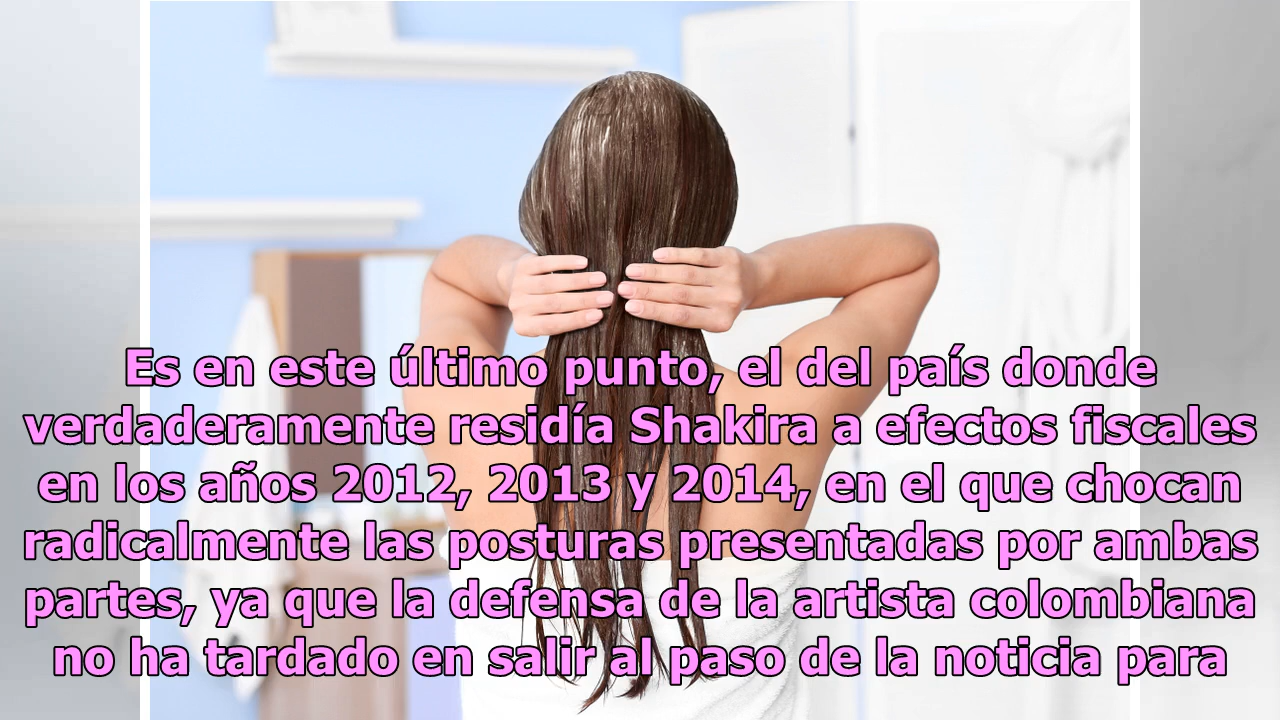 Es en este último punto, el del país donde
verdaderamente residía Shakira a efectos fiscales
en los años 2012, 2013 y 2014, en el que chocan
radicalmente las posturas presentadas por ambas
partes, ya que la defensa de la artista colombiana
no ha tardado en salir al paso de la noticia para